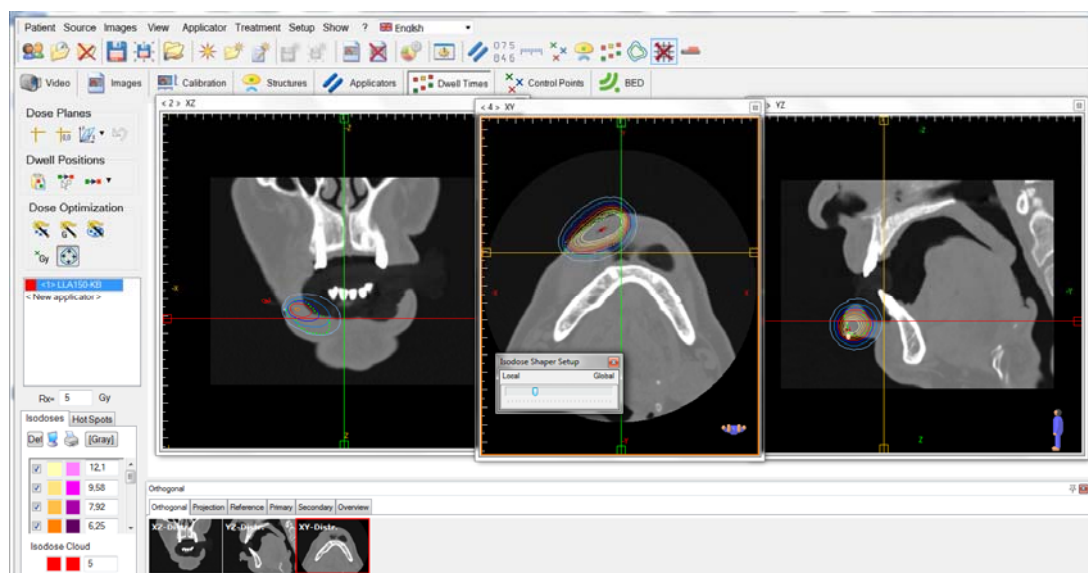 Patient Source Images View Applicator Treatment Setup Show ? English
Video Images Calibration Structures Applicators Dwell Times Control Points BED
Dose Planes
Dwell Positions
Dose Optimization
Gy
<1> LLA150-KB
< New applicator >
Rx= 5 Gy
Isodoses Hot Spots
Del [Gray]
12,1
9,58
7,92
6,25
Isodose Cloud
5
< 2 > XZ
< 4 > XY
YZ
-X
Z
-X
-Y
-Z
-Y
Z
Isodose Shaper Setup
Local Global
Orthogonal
Orthogonal Projection Reference Primary Secondary Overview
XZ-Distr. YZ-Distr. XY-Distr.